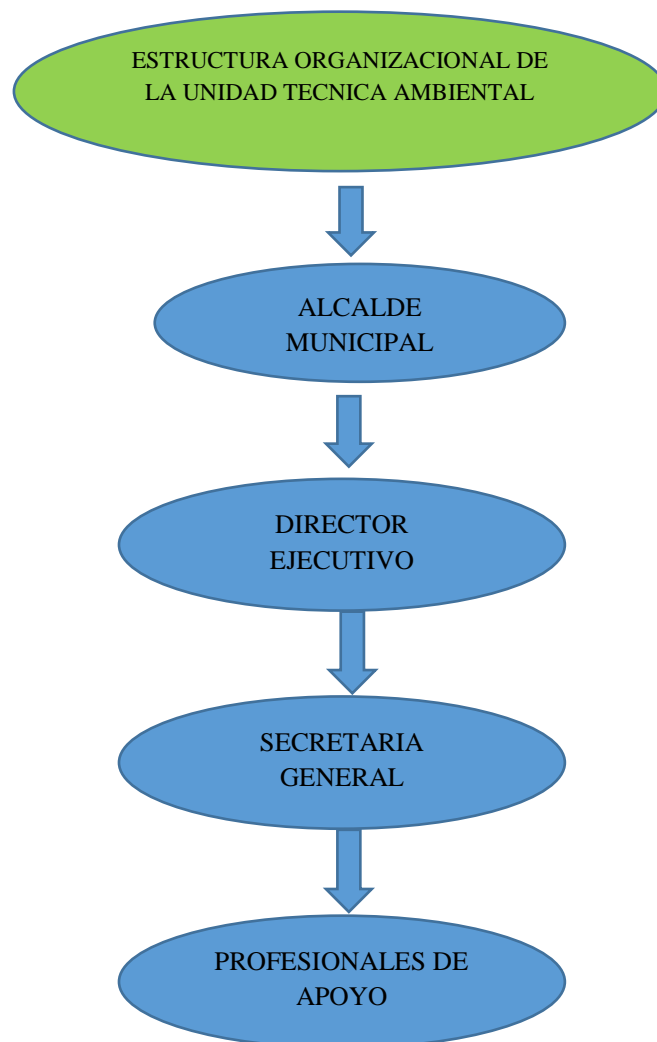 ESTRUCTURA ORGANIZACIONAL DE
LA UNIDAD TECNICA AMBIENTAL
ALCALDE
MUNICIPAL
DIRECTOR
EJECUTIVO
SECRETARIA
GENERAL
PROFESIONALES DE
APOYO